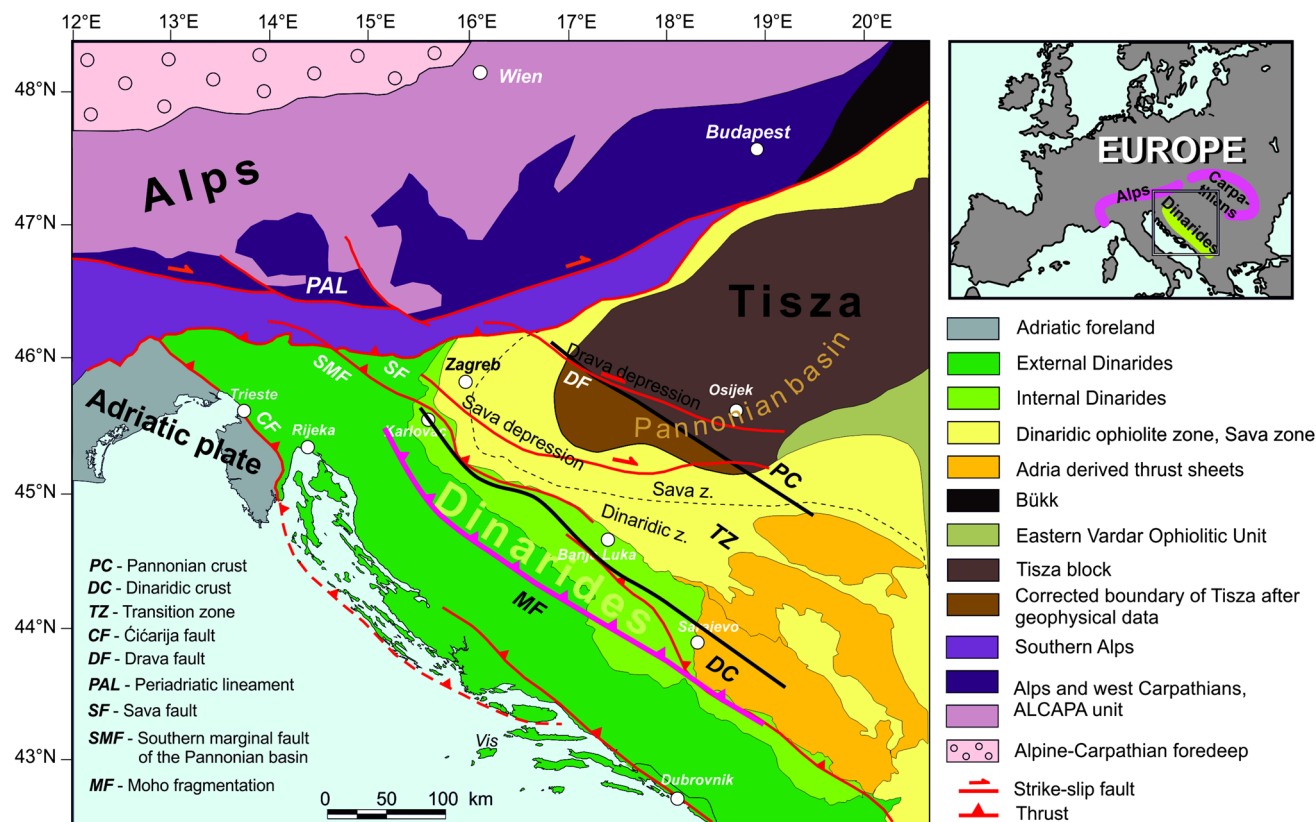 12°E 13°E 14°E 15°E 16°E 17°E 18°E 19°E 20°E
48°N
47°N
46°N
45°N
44°N
43°N
Wien
Budapest
Alps
PAL
Tisza
Zagreb
Drava depression
DF
Osijek
Pannonian basin
SMF
SF
Sava depression
Trieste
CF
Rijeka
Karlovac
Adriatic plate
PC
Sava z.
Dinaridic z.
TZ
Dinarides
Banja Luka
MF
Sarajevo
DC
Vis
Dubrovnik
PC - Pannonian crust
DC - Dinaridic crust
TZ - Transition zone
CF - Ćićarija fault
DF - Drava fault
PAL - Periadriatic lineament
SF - Sava fault
SMF - Southern marginal fault
of the Pannonian basin
MF - Moho fragmentation
0 50 100 km
EUROPE
Alps
Carpa-
thians
Dinarides
Adriatic foreland
External Dinarides
Internal Dinarides
Dinaridic ophiolite zone, Sava zone
Adria derived thrust sheets
Bükk
Eastern Vardar Ophiolitic Unit
Tisza block
Corrected boundary of Tisza after
geophysical data
Southern Alps
Alps and west Carpathians,
ALCAPA unit
Alpine-Carpathian foredeep
Strike-slip fault
Thrust